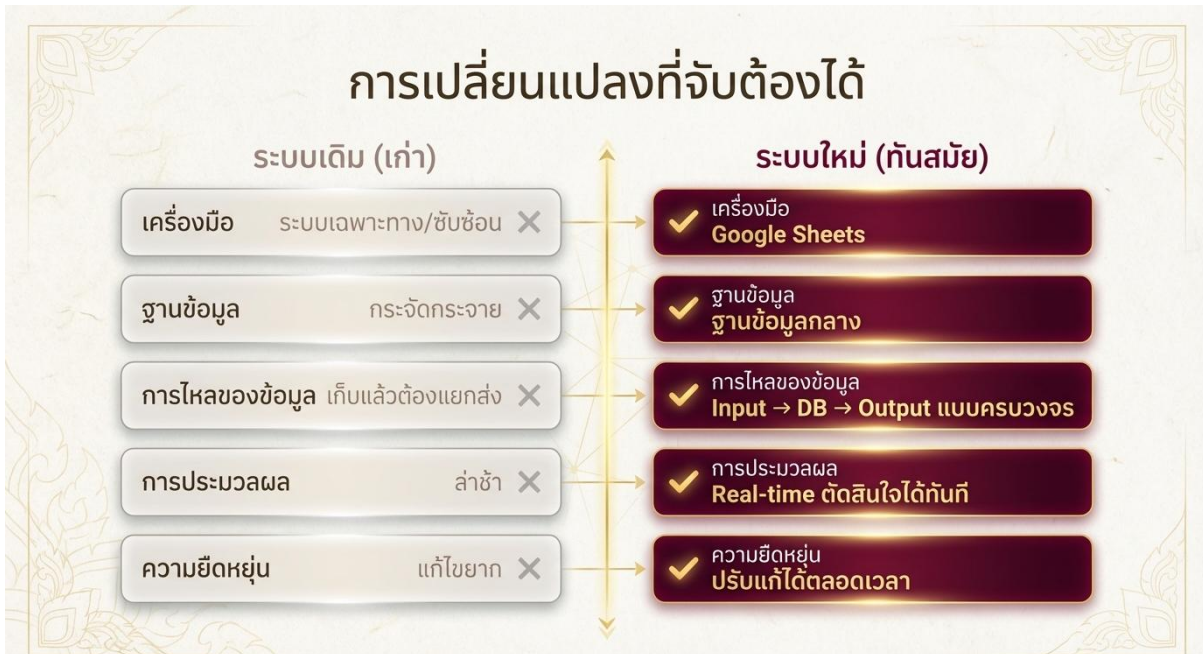 การเปลี่ยนแปลงที่จับต้องได้
ระบบเดิม (เก่า)
ระบบใหม่ (ทันสมัย)
เครื่องมือ ระบบเฉพาะทาง/ซับซ้อน
เครื่องมือ
Google Sheets
ฐานข้อมูล กระจัดกระจาย
ฐานข้อมูล
ฐานข้อมูลกลาง
การไหลของข้อมูล เก็บแล้วต้องแยกส่ง
การไหลของข้อมูล
Input → DB → Output แบบครบวงจร
การประมวลผล ล่าช้า
การประมวลผล
Real-time ตัดสินใจได้ทันที
ความยืดหยุ่น แก้ไขยาก
ความยืดหยุ่น
ปรับแก้ได้ตลอดเวลา